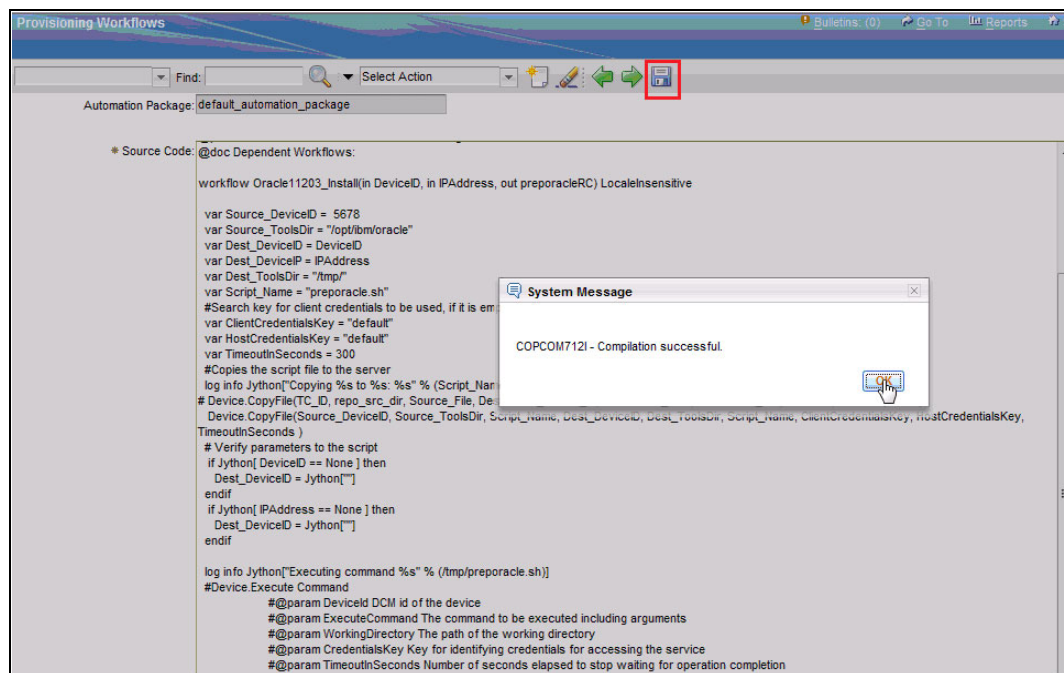 Provisioning Workflows
Bulletins: (0) Go To Reports
Find: Select Action
Automation Package: default_automation_package
Source Code:
@doc Dependent Workflows:
workflow Oracle11203_Install(in DeviceID, in IPAddress, out preporacleRC) LocaleInsensitive
var Source_DeviceID = 5678
var Source_ToolsDir = "/opt/ibm/oracle"
var Dest_DeviceID = DeviceID
var Dest_DeviceIP = IPAddress
var Dest_ToolsDir = "/tmp/"
var Script_Name = "preporacle.sh"
#Search key for client credentials to be used, if it is em
var ClientCredentialsKey = "default"
var HostCredentialsKey = "default"
var TimeoutInSeconds = 300
#Copies the script file to the server
log info Jython["Copying %s to %s: %s" % (Script_Nam
# Device.CopyFile(TC_ID, repo_src_dir, Source_File, De
Device.CopyFile(Source_DeviceID, Source_ToolsDir, Script_Name, Dest_DeviceID, Dest_ToolsDir, Script_Name, ClientCredentialsKey, HostCredentialsKey,
TimeoutInSeconds )
# Verify parameters to the script
if Jython[ DeviceID == None ] then
Dest_DeviceID = Jython[""]
endif
if Jython[ IPAddress == None ] then
Dest_DeviceID = Jython[""]
endif
log info Jython["Executing command %s" % (/tmp/preporacle.sh)]
#Device.Execute Command
#@param DeviceId DCM id of the device
#@param ExecuteCommand The command to be executed including arguments
#@param WorkingDirectory The path of the working directory
#@param CredentialsKey Key for identifying credentials for accessing the service
#@param TimeoutInSeconds Number of seconds elapsed to stop waiting for operation completion
System Message
COPCOM712I - Compilation successful.
OK